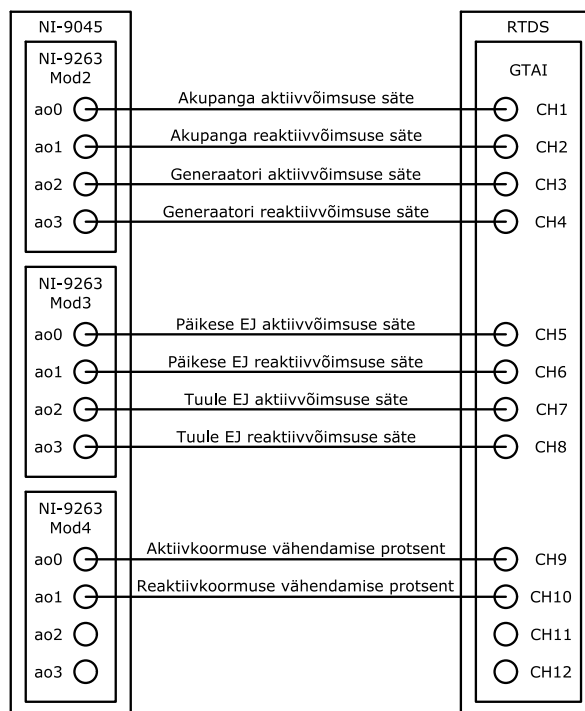 NI-9045
RTDS
NI-9263
Mod2
GTAI
ao0 Akupanga aktiivvõimsuse säte CH1
ao1 Akupanga reaktiivvõimsuse säte CH2
ao2 Generaatori aktiivvõimsuse säte CH3
ao3 Generaatori reaktiivvõimsuse säte CH4
NI-9263
Mod3
ao0 Päikese EJ aktiivvõimsuse säte CH5
ao1 Päikese EJ reaktiivvõimsuse säte CH6
ao2 Tuule EJ aktiivvõimsuse säte CH7
ao3 Tuule EJ reaktiivvõimsuse säte CH8
NI-9263
Mod4
ao0 Aktiivkoormuse vähendamise protsent CH9
ao1 Reaktiivkoormuse vähendamise protsent CH10
ao2 CH11
ao3 CH12